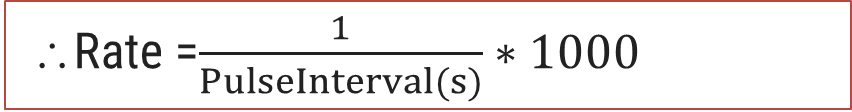 ∴ Rate = 1 / PulseInterval(s) * 1000